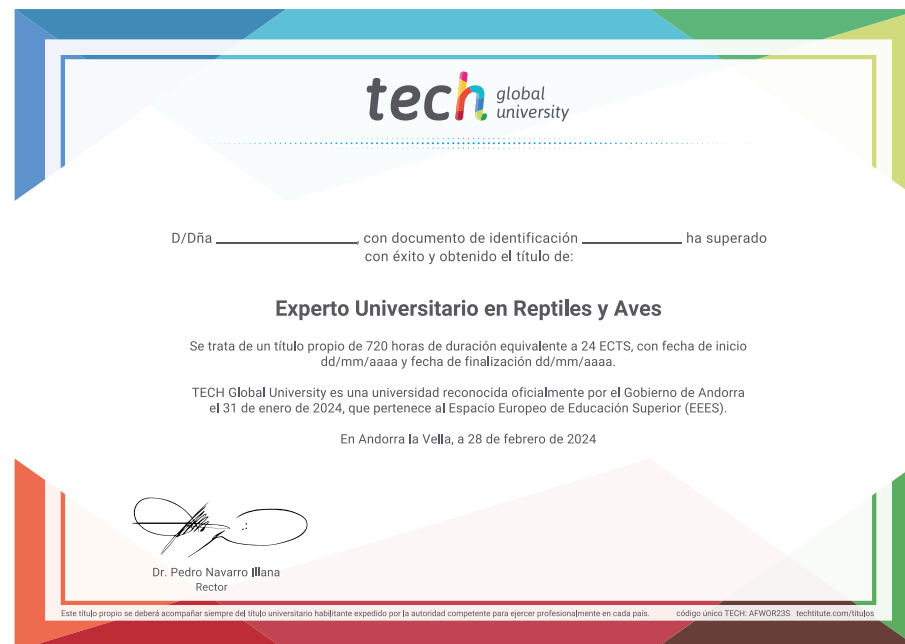 tech global university
D/Dña ____________________, con documento de identificación ______________ ha superado
con éxito y obtenido el título de:
Experto Universitario en Reptiles y Aves
Se trata de un título propio de 720 horas de duración equivalente a 24 ECTS, con fecha de inicio
dd/mm/aaaa y fecha de finalización dd/mm/aaaa.
TECH Global University es una universidad reconocida oficialmente por el Gobierno de Andorra
el 31 de enero de 2024, que pertenece al Espacio Europeo de Educación Superior (EEES).
En Andorra la Vella, a 28 de febrero de 2024
Dr. Pedro Navarro Illana
Rector
Este título propio se deberá acompañar siempre del título universitario habilitante expedido por la autoridad competente para ejercer profesionalmente en cada país. código único TECH: AFWOR23S techtitute.com/titulos